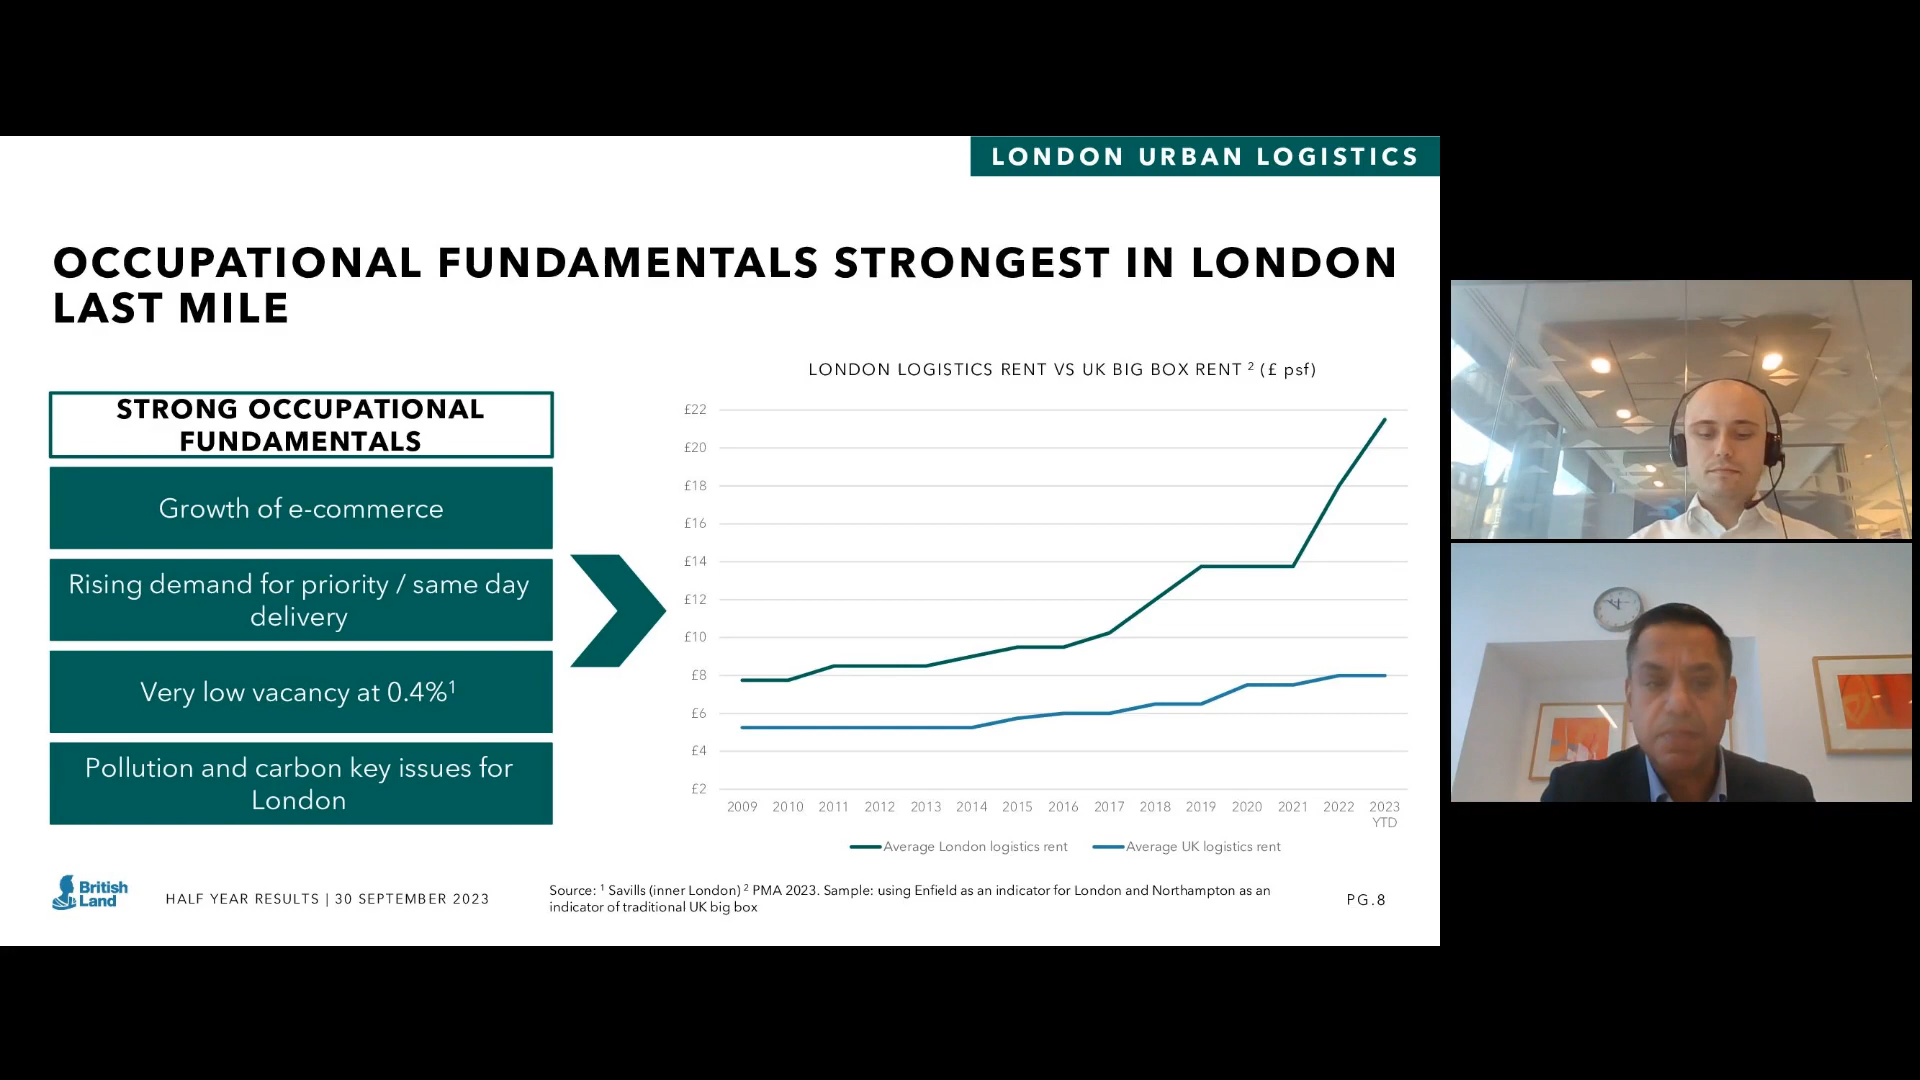 LONDON URBAN LOGISTICS
OCCUPATIONAL FUNDAMENTALS STRONGEST IN LONDON
LAST MILE
STRONG OCCUPATIONAL
FUNDAMENTALS
Growth of e-commerce
Rising demand for priority / same day
delivery
Very low vacancy at 0.4%¹
Pollution and carbon key issues for
London
LONDON LOGISTICS RENT VS UK BIG BOX RENT ² (£ psf)
£22
£20
£18
£16
£14
£12
£10
£8
£6
£4
£2
2009 2010 2011 2012 2013 2014 2015 2016 2017 2018 2019 2020 2021 2022 2023
YTD
Average London logistics rent Average UK logistics rent
British
Land
HALF YEAR RESULTS | 30 SEPTEMBER 2023
Source: ¹ Savills (inner London) ² PMA 2023. Sample: using Enfield as an indicator for London and Northampton as an
indicator of traditional UK big box
PG.8